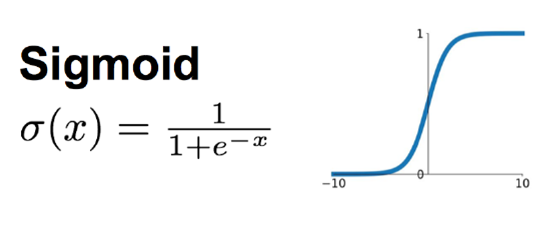 Sigmoid
σ(x) = 1/(1+e^{-x})
1
0
-10
10